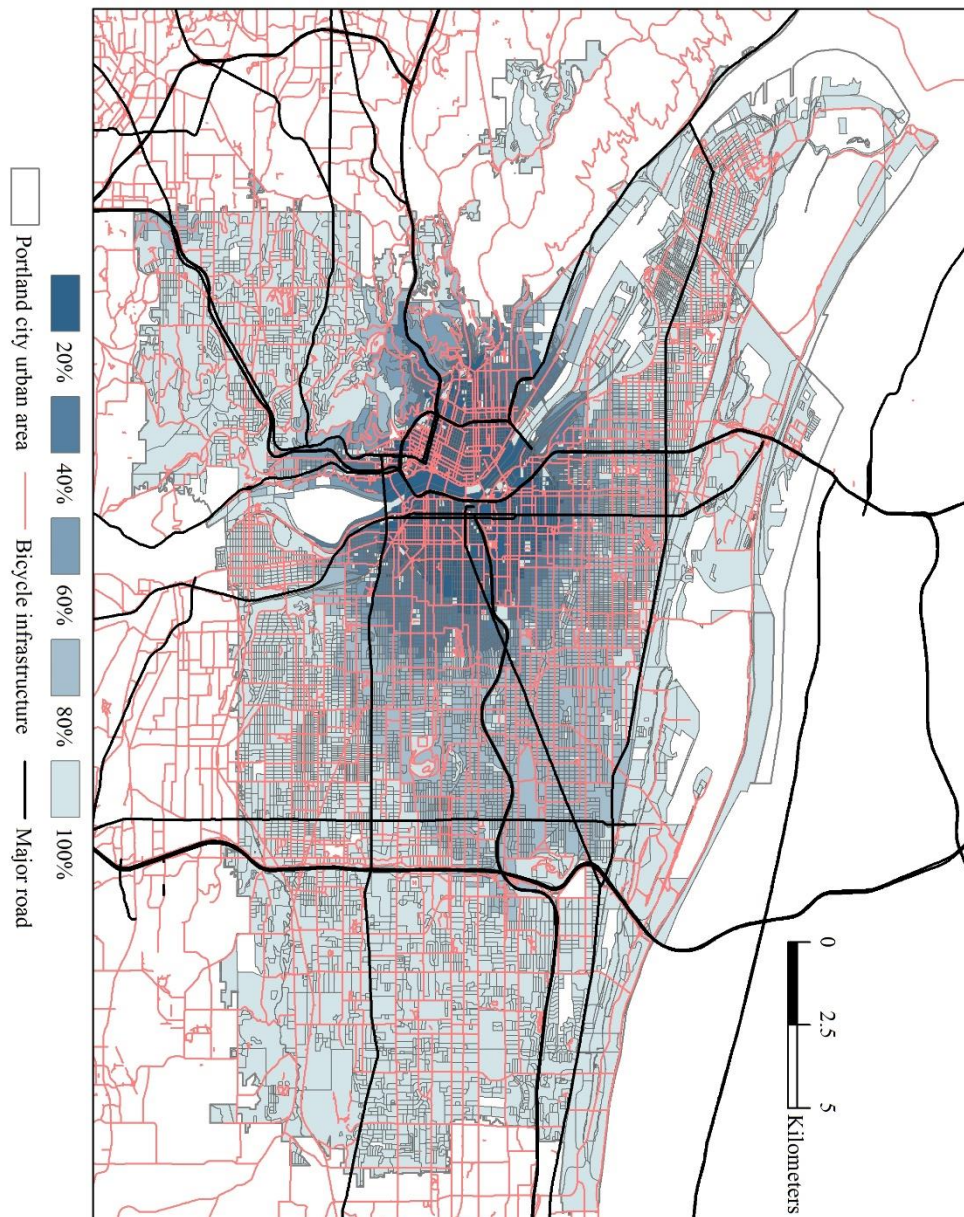 0 2.5 5
Kilometers
20% 40% 60% 80% 100%
Portland city urban area Bicycle infrastructure Major road